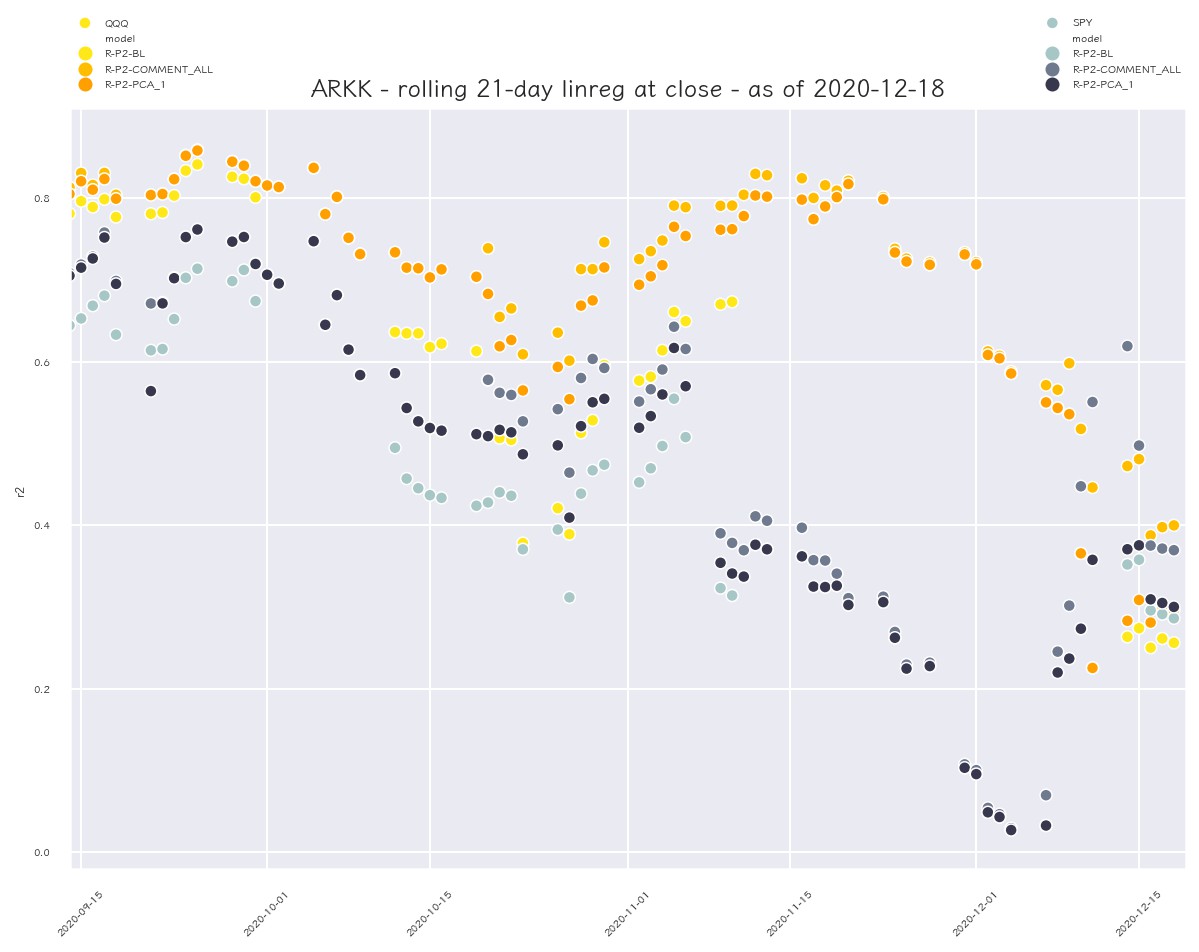 QQQ
model
R-P2-BL
R-P2-COMMENT_ALL
R-P2-PCA_1
SPY
model
R-P2-BL
R-P2-COMMENT_ALL
R-P2-PCA_1
ARKK - rolling 21-day linreg at close - as of 2020-12-18
r2
0.8
0.6
0.4
0.2
0.0
2020-09-15
2020-10-01
2020-10-15
2020-11-01
2020-11-15
2020-12-01
2020-12-15